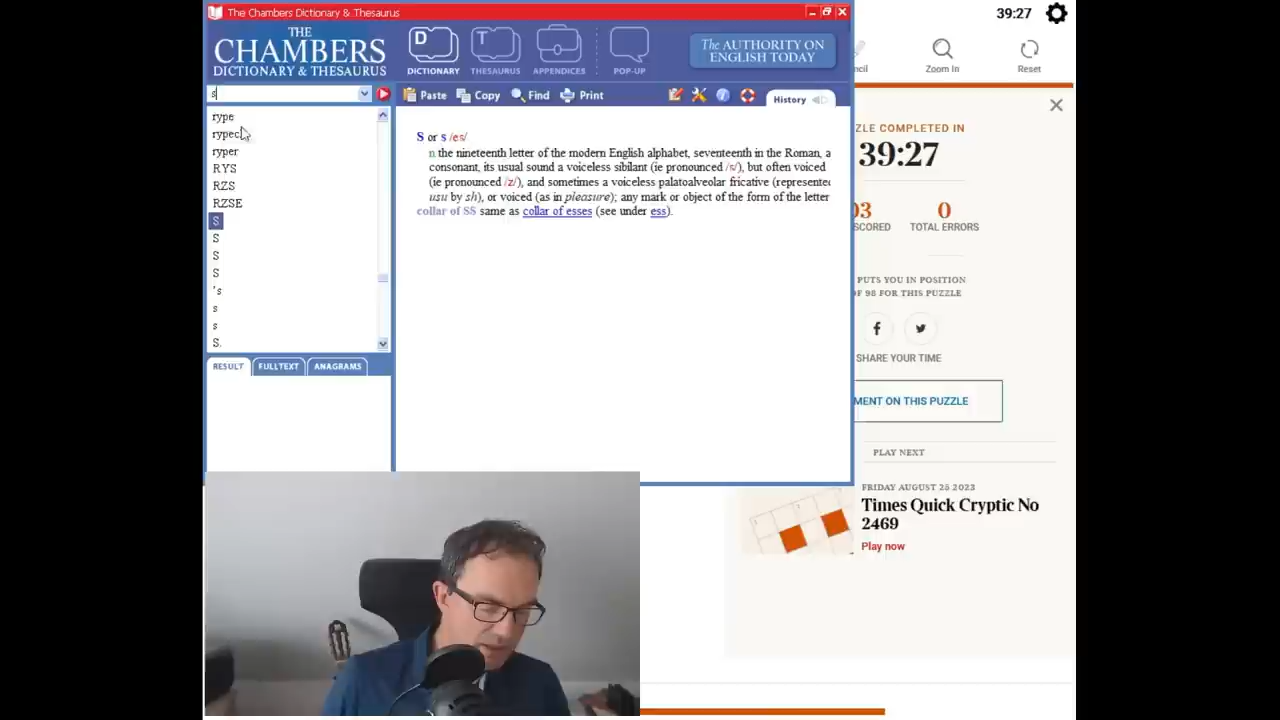 The Chambers Dictionary & Thesaurus
39:27
THE
CHAMBERS
DICTIONARY & THESAURUS
D
DICTIONARY
T
THESAURUS
APPENDICES
POP-UP
The AUTHORITY ON
ENGLISH TODAY
Zoom In
Reset
s
Paste
Copy
Find
Print
History
rype
rypec
ryper
RYS
RZS
RZSE
S
S
S
S
's
s
s
S.
S or s /es/
n the nineteenth letter of the modern English alphabet, seventeenth in the Roman, a
consonant, its usual sound a voiceless sibilant (ie pronounced /s/), but often voiced
(ie pronounced /z/), and sometimes a voiceless palatoalveolar fricative (represented
usu by sh), or voiced (as in pleasure); any mark or object of the form of the letter
collar of SS same as collar of esses (see under ess).
RESULT
FULLTEXT
ANAGRAMS
ZLE COMPLETED IN
39:27
03
SCORED
0
TOTAL ERRORS
PUTS YOU IN POSITION
OF 98 FOR THIS PUZZLE
SHARE YOUR TIME
MENT ON THIS PUZZLE
PLAY NEXT
FRIDAY AUGUST 25 2023
Times Quick Cryptic No
2469
Play now